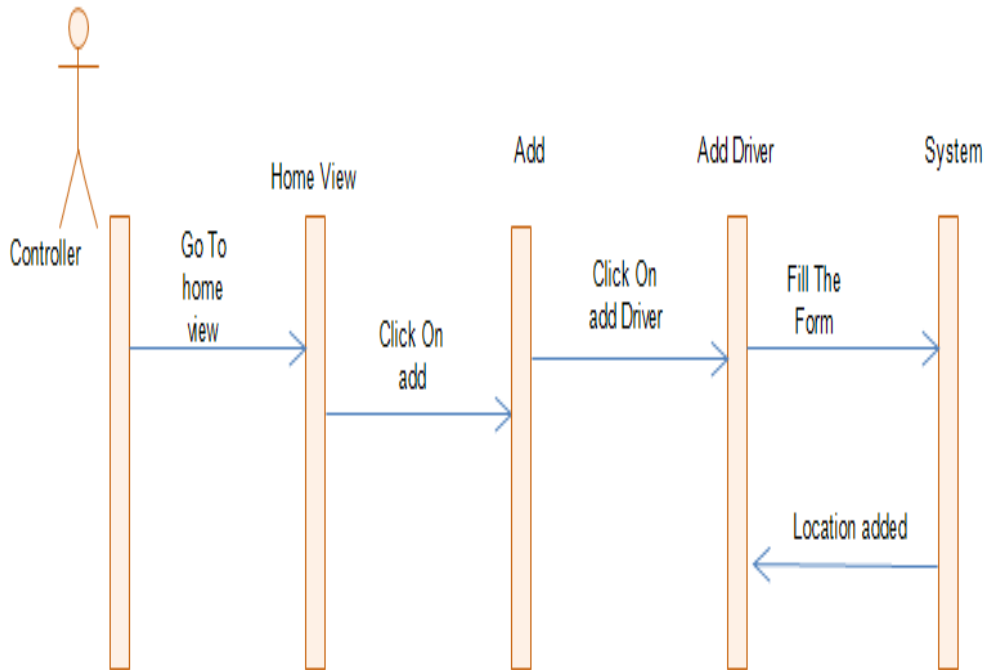 Add
Add Driver
System
Home View
Controller
Go To
home
view
Click On
add
Click On
add Driver
Fill The
Form
Location added